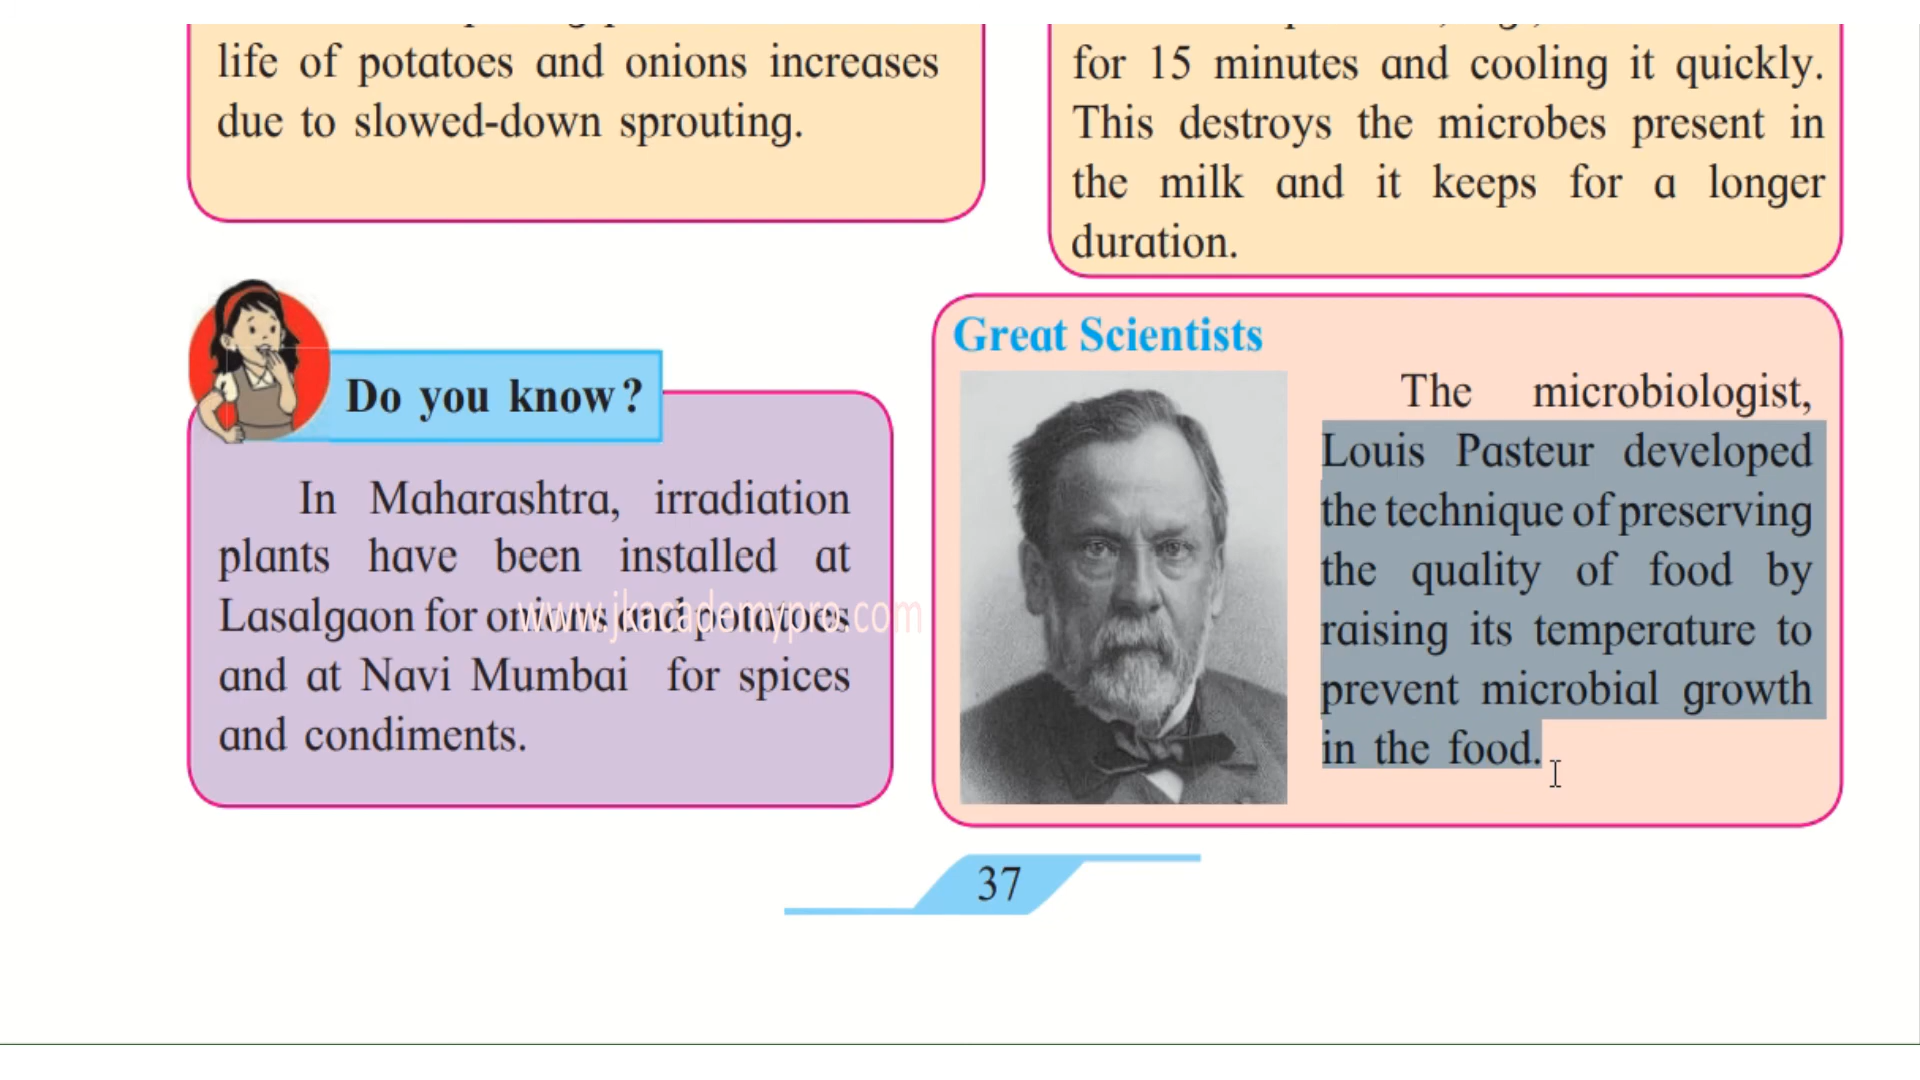 life of potatoes and onions increases
due to slowed-down sprouting.
for 15 minutes and cooling it quickly.
This destroys the microbes present in
the milk and it keeps for a longer
duration.
Do you know?
In Maharashtra, irradiation
plants have been installed at
Lasalgaon for onions and potatoes
and at Navi Mumbai for spices
and condiments.
www.jkacademypro.com
Great Scientists
The microbiologist,
Louis Pasteur developed
the technique of preserving
the quality of food by
raising its temperature to
prevent microbial growth
in the food.
37